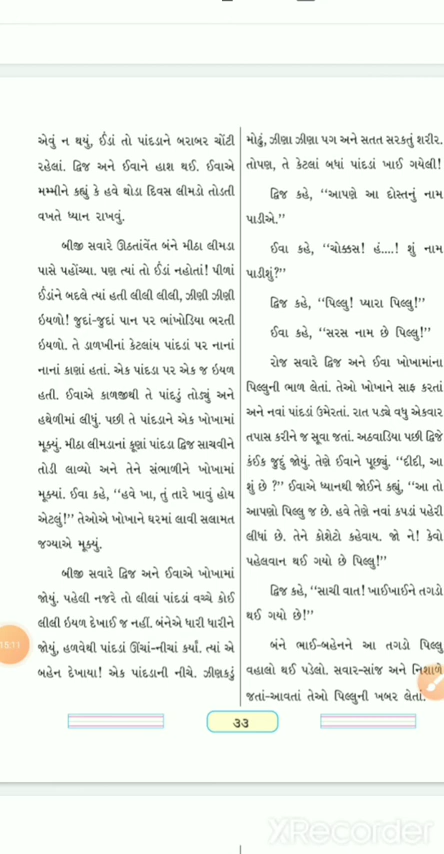 એવું ન થયું, ઈંડાં તો પાંદડાને બરાબર ચોંટી
રહેલાં. દ્વિજ અને ઈવાને હાશ થઈ. ઈવાએ
મમ્મીને કહ્યું કે હવે થોડા દિવસ લીમડો તોડતી
વખતે ધ્યાન રાખવું.
બીજી સવારે ઊઠતાંવેંત બંને મીઠા લીમડા
પાસે પહોંચ્યા. પણ ત્યાં તો ઈંડાં નહોતાં! પીળાં
ઈંડાંને બદલે ત્યાં હતી લીલી લીલી, ઝીણી ઝીણી
ઇયળો! જુદાં-જુદાં પાન પર ભાંખોડિયા ભરતી
ઇયળો. તે ડાળખીનાં કેટલાંય પાંદડાં પર નાનાં
નાનાં કાણાં હતાં. એક પાંદડા પર એક જ ઇયળ
હતી. ઈવાએ કાળજીથી તે પાંદડું તોડ્યું અને
હથેળીમાં લીધું. પછી તે પાંદડાને એક ખોખામાં
મૂક્યું. મીઠા લીમડાનાં કૂણાં પાંદડા દ્વિજ સાચવીને
તોડી લાવ્યો અને તેને સંભાળીને ખોખામાં
મૂક્યાં. ઈવા કહે, “હવે ખા, તું તારે ખાવું હોય
એટલું!” તેઓએ ખોખાને ઘરમાં લાવી સલામત
જગ્યાએ મૂક્યું.
બીજી સવારે દ્વિજ અને ઈવાએ ખોખામાં
જોયું. પહેલી નજરે તો લીલાં પાંદડાં વચ્ચે કોઈ
લીલી ઇયળ દેખાઈ જ નહીં. બંનેએ ધારી ધારીને
જોયું, હળવેથી પાંદડાં ઊંચાં-નીચાં કર્યાં. ત્યાં એ
બહેન દેખાયા! એક પાંદડાની નીચે. ઝીણકડું
મોઢું, ઝીણા ઝીણા પગ અને સતત સરકતું શરીર.
તોપણ, તે કેટલાં બધાં પાંદડાં ખાઈ ગયેલી!
દ્વિજ કહે, “આપણે આ દોસ્તનું નામ
પાડીએ.”
ઈવા કહે, “ચોક્કસ! હં....! શું નામ
પાડીશું?”
દ્વિજ કહે, “પિલ્લુ! પ્યારા પિલ્લુ!”
ઈવા કહે, “સરસ નામ છે પિલ્લુ!”
રોજ સવારે દ્વિજ અને ઈવા ખોખામાંના
પિલ્લુની ભાળ લેતાં. તેઓ ખોખાને સાફ કરતાં
અને નવાં પાંદડાં ઉમેરતાં. રાત પડ્યે વધુ એકવાર
તપાસ કરીને જ સૂવા જતાં. અઠવાડિયા પછી દ્વિજે
કંઈક જુદું જોયું. તેણે ઈવાને પૂછ્યું. “દીદી, આ
શું છે ?” ઈવાએ ધ્યાનથી જોઈને કહ્યું, “આ તો
આપણો પિલ્લુ જ છે. હવે તેણે નવાં કપડાં પહેરી
લીધાં છે. તેને કોશેટો કહેવાય. જો ને! કેવો
પહેલવાન થઈ ગયો છે પિલ્લુ!”
દ્વિજ કહે, “સાચી વાત! ખાઈખાઈને તગડો
થઈ ગયો છે!”
બંને ભાઈ-બહેનને આ તગડો પિલ્લુ
વહાલો થઈ પડેલો. સવાર-સાંજ અને નિશાળે
જતાં-આવતાં તેઓ પિલ્લુની ખબર લેતાં.
૩૩
15:11
XRecorder